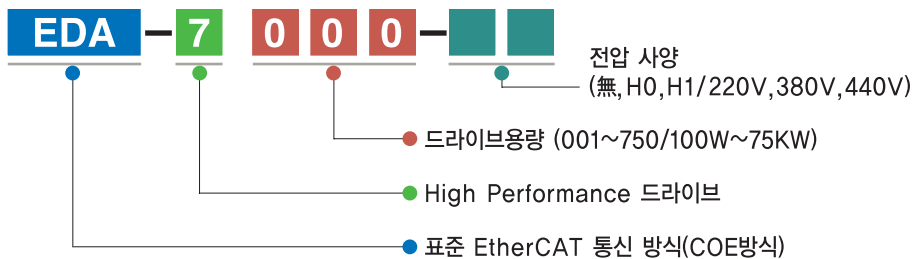 EDA-7 000-
전압 사양
(無,H0,H1/220V,380V,440V)
드라이브용량 (001~750/100W~75KW)
High Performance 드라이브
표준 EtherCAT 통신 방식(COE방식)